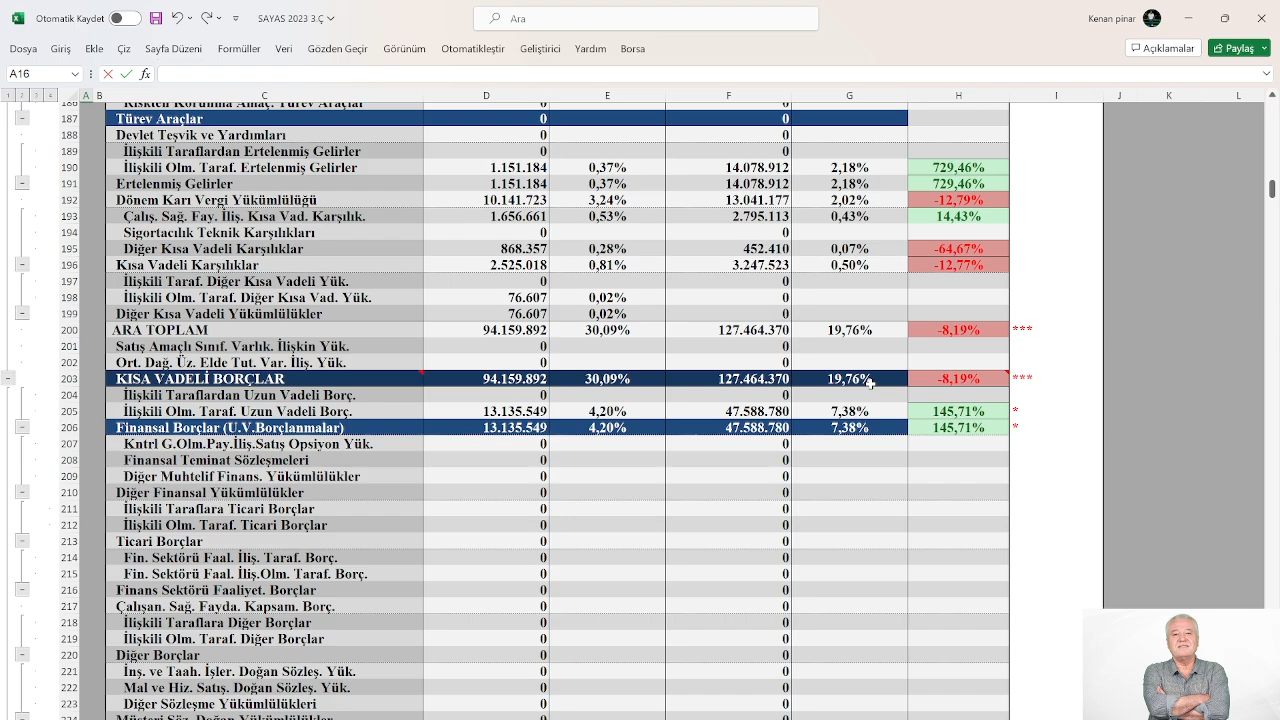 Otomatik Kaydet SAYAS 2023 3.Ç Ara Kenan pinar
Dosya Giriş Ekle Çiz Sayfa Düzeni Formüller Veri Gözden Geçir Görünüm Otomatikleştir Geliştirici Yardım Borsa Açıklamalar Paylaş
A16 fx
1 2 3 4 A B C D E F G H I J K L
186 Riskten Korunma Amaç. Türev Araçlar 0 0
187 Türev Araçlar 0 0
188 Devlet Teşvik ve Yardımları 0 0
189 İlişkili Taraflardan Ertelenmiş Gelirler 0 0
190 İlişkili Olm. Taraf. Ertelenmiş Gelirler 1.151.184 0,37% 14.078.912 2,18% 729,46%
191 Ertelenmiş Gelirler 1.151.184 0,37% 14.078.912 2,18% 729,46%
192 Dönem Karı Vergi Yükümlülüğü 10.141.723 3,24% 13.041.177 2,02% -12,79%
193 Çalış. Sağ. Fay. İliş. Kısa Vad. Karşılık. 1.656.661 0,53% 2.795.113 0,43% 14,43%
194 Sigortacılık Teknik Karşılıkları 0 0
195 Diğer Kısa Vadeli Karşılıklar 868.357 0,28% 452.410 0,07% -64,67%
196 Kısa Vadeli Karşılıklar 2.525.018 0,81% 3.247.523 0,50% -12,77%
197 İlişkili Taraf. Diğer Kısa Vadeli Yük. 0 0
198 İlişkili Olm. Taraf. Diğer Kısa Vad. Yük. 76.607 0,02% 0
199 Diğer Kısa Vadeli Yükümlülükler 76.607 0,02% 0
200 ARA TOPLAM 94.159.892 30,09% 127.464.370 19,76% -8,19% ***
201 Satış Amaçlı Sınıf. Varlık. İlişkin Yük. 0 0
202 Ort. Dağ. Üz. Elde Tut. Var. İliş. Yük. 0 0
203 KISA VADELİ BORÇLAR 94.159.892 30,09% 127.464.370 19,76% -8,19% ***
204 İlişkili Taraflardan Uzun Vadeli Borç. 0 0
205 İlişkili Olm. Taraf. Uzun Vadeli Borç. 13.135.549 4,20% 47.588.780 7,38% 145,71% *
206 Finansal Borçlar (U.V.Borçlanmalar) 13.135.549 4,20% 47.588.780 7,38% 145,71% *
207 Kntrl G.Olm.Pay.İliş.Satış Opsiyon Yük. 0 0
208 Finansal Teminat Sözleşmeleri 0 0
209 Diğer Muhtelif Finans. Yükümlülükler 0 0
210 Diğer Finansal Yükümlülükler 0 0
211 İlişkili Taraflara Ticari Borçlar 0 0
212 İlişkili Olm. Taraf. Ticari Borçlar 0 0
213 Ticari Borçlar 0 0
214 Fin. Sektörü Faal. İliş. Taraf. Borç. 0 0
215 Fin. Sektörü Faal. İliş.Olm. Taraf. Borç. 0 0
216 Finans Sektörü Faaliyet. Borçlar 0 0
217 Çalışan. Sağ. Fayda. Kapsam. Borç. 0 0
218 İlişkili Taraflara Diğer Borçlar 0 0
219 İlişkili Olm. Taraf. Diğer Borçlar 0 0
220 Diğer Borçlar 0 0
221 İnş. ve Taah. İşler. Doğan Sözleş. Yük. 0 0
222 Mal ve Hiz. Satış. Doğan Sözleş. Yük. 0 0
223 Diğer Sözleşme Yükümlülükleri 0 0
224 Müşteri Söz. Doğan Yükümlülükler 0 0